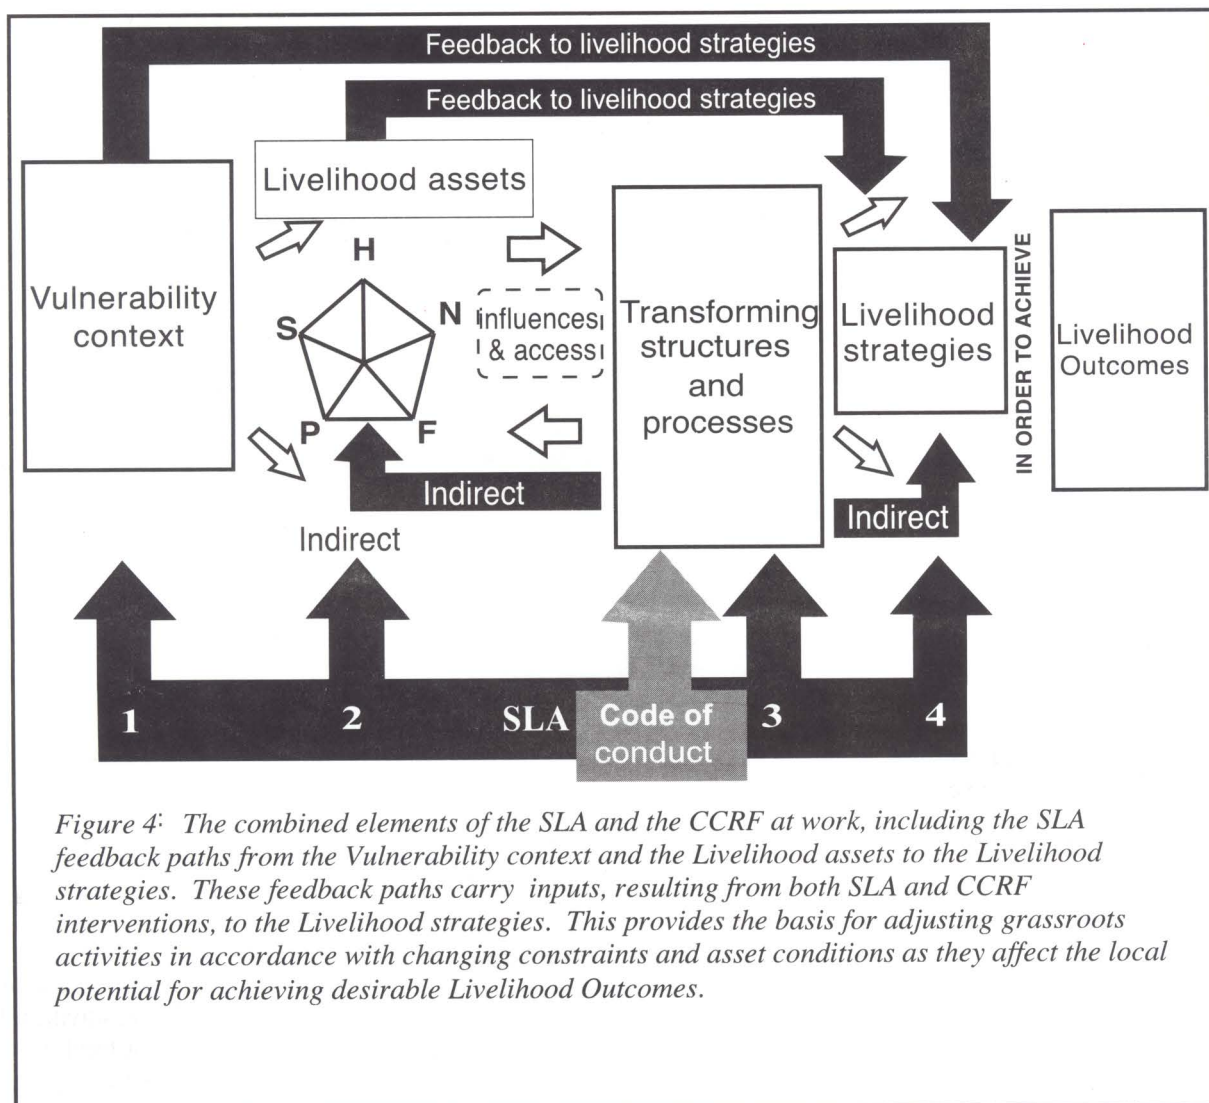 Feedback to livelihood strategies
Feedback to livelihood strategies
Livelihood assets
Vulnerability
context
H
S
N
P
F
influences
& access
Transforming
structures
and
processes
Livelihood
strategies
IN ORDER TO ACHIEVE
Livelihood
Outcomes
Indirect
Indirect
Indirect
1
2
SLA
Code of
conduct
3
4
Figure 4: The combined elements of the SLA and the CCRF at work, including the SLA
feedback paths from the Vulnerability context and the Livelihood assets to the Livelihood
strategies. These feedback paths carry inputs, resulting from both SLA and CCRF
interventions, to the Livelihood strategies. This provides the basis for adjusting grassroots
activities in accordance with changing constraints and asset conditions as they affect the local
potential for achieving desirable Livelihood Outcomes.